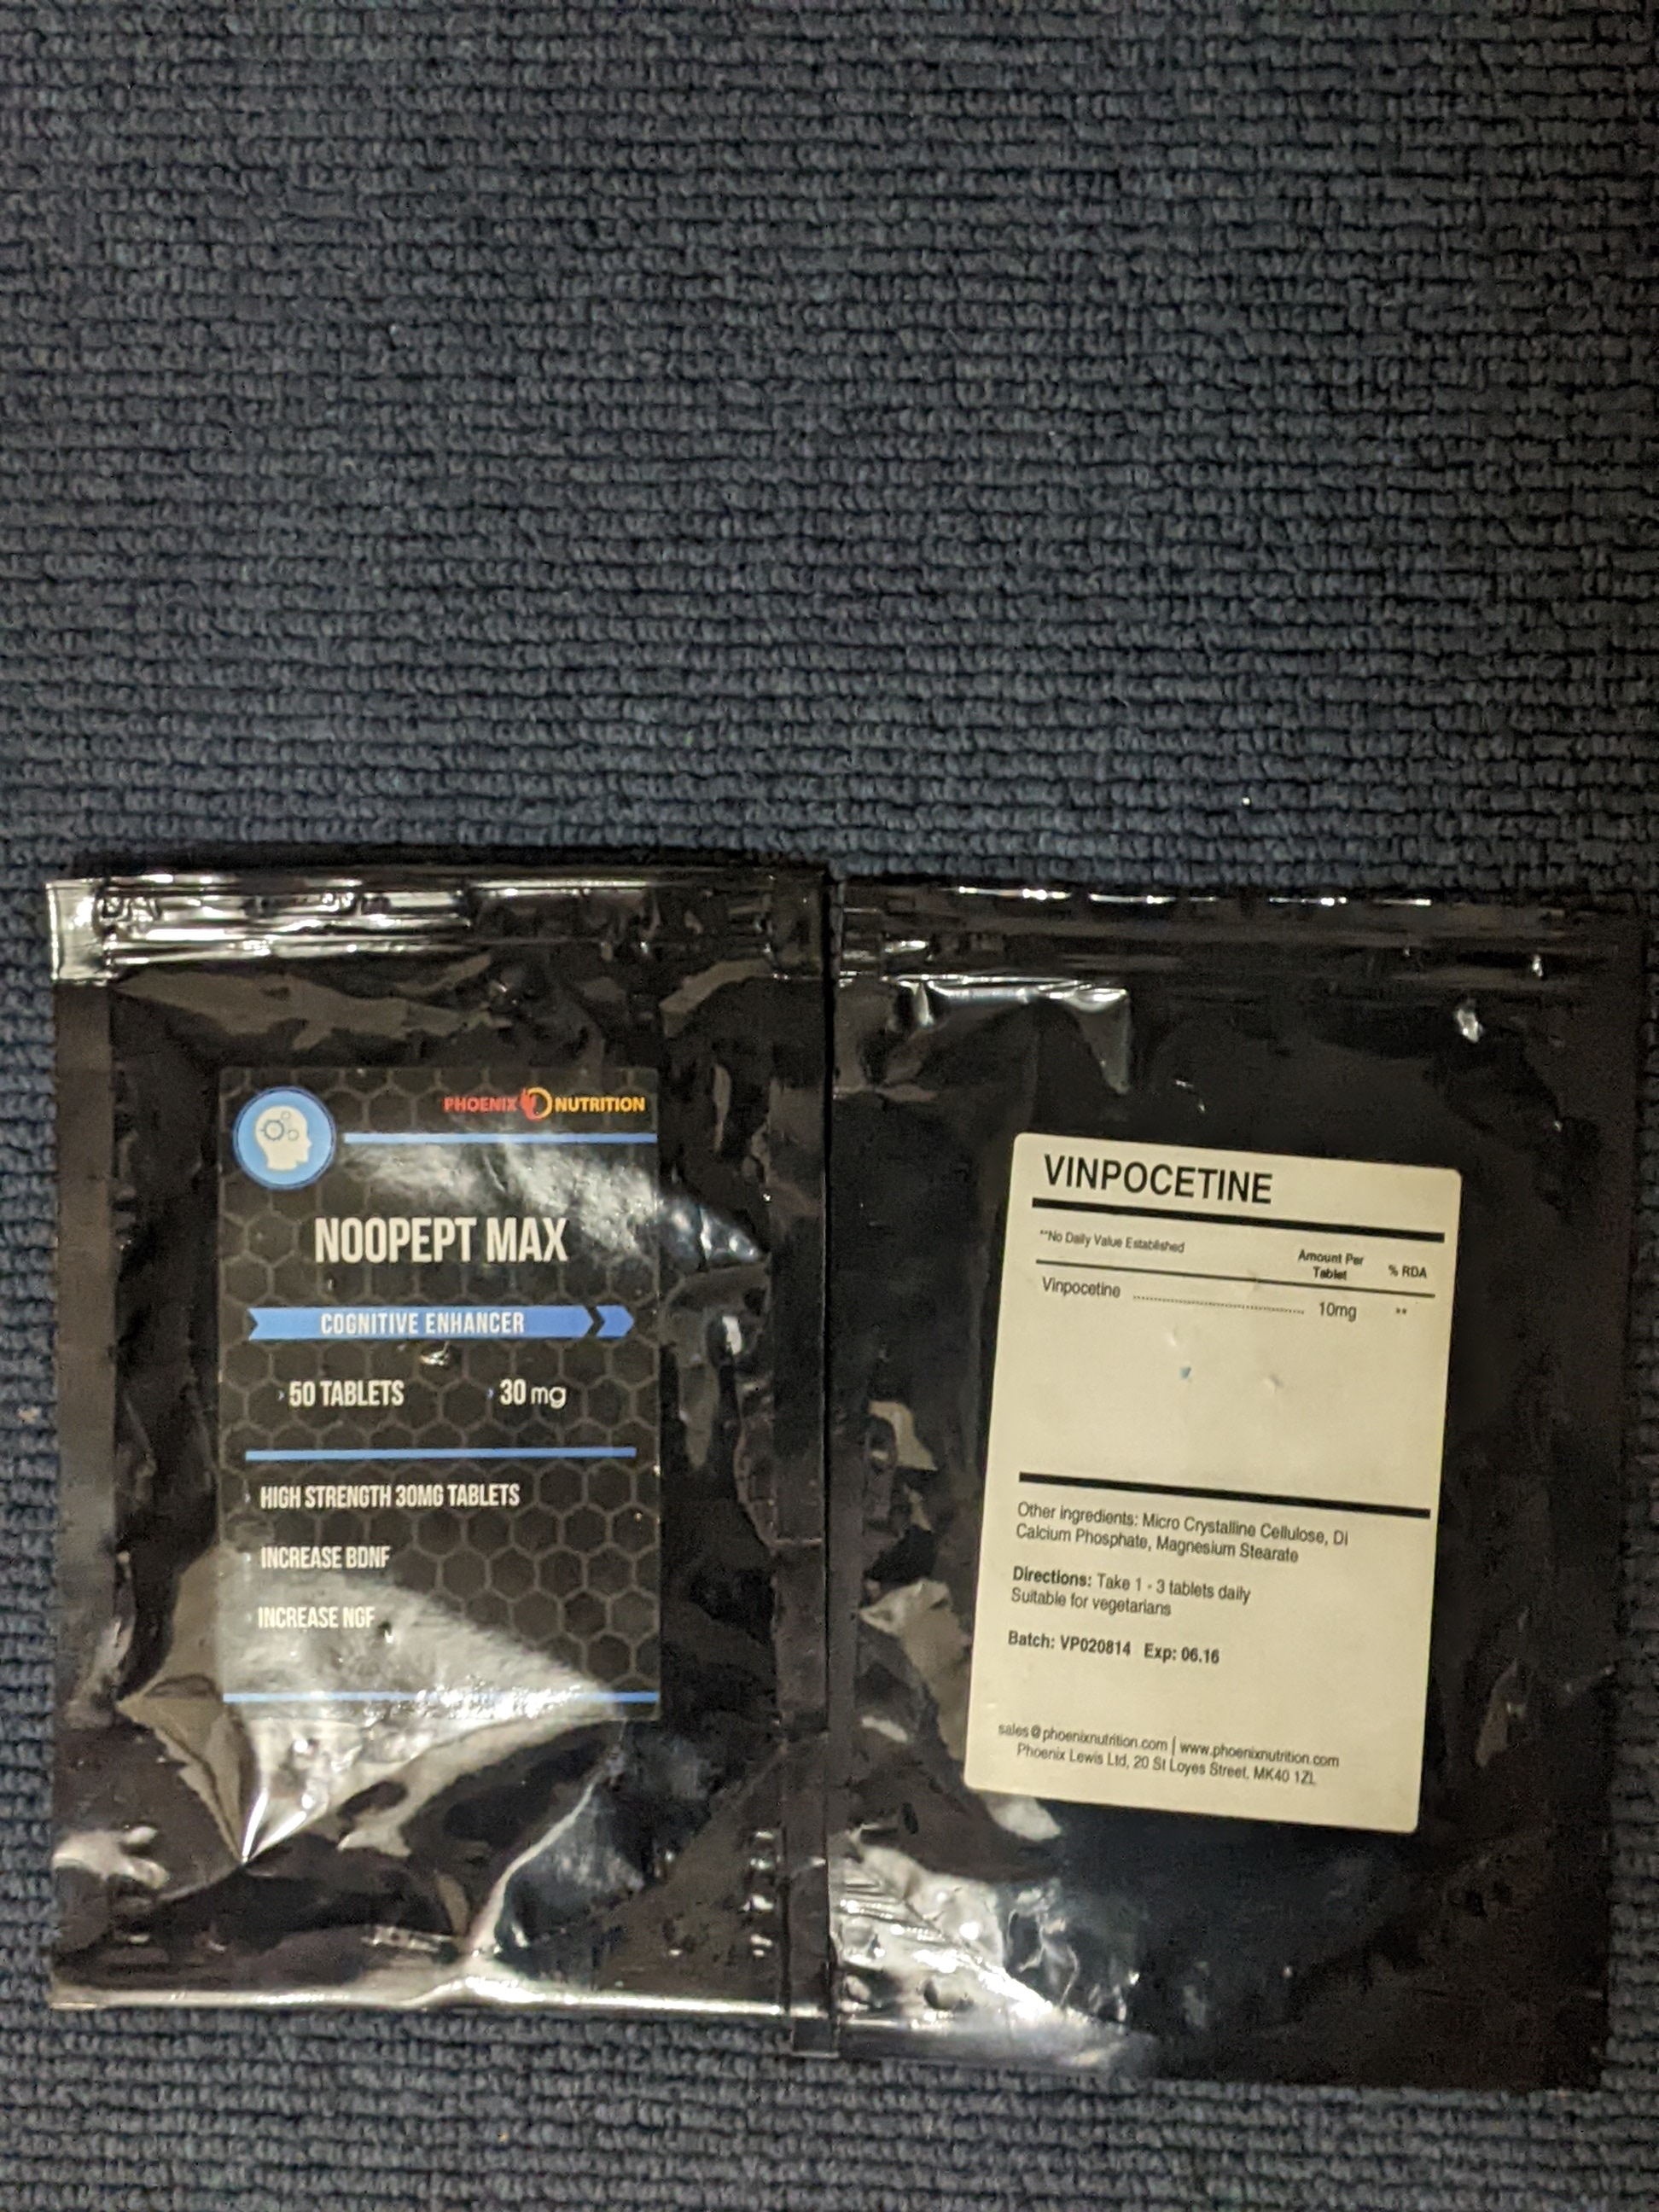 PHOENIX NUTRITION
NOOPEPT MAX
COGNITIVE ENHANCER
50 TABLETS 30 mg
HIGH STRENGTH 30MG TABLETS
INCREASE BDNF
INCREASE NGF
VINPOCETINE
**No Daily Value Established
Amount Per
Tablet
% RDA
Vinpocetine ........................................ 10mg **
Other ingredients: Micro Crystalline Cellulose, Di
Calcium Phosphate, Magnesium Stearate
Directions: Take 1 - 3 tablets daily
Suitable for vegetarians
Batch: VP020814 Exp: 06.16
sales@phoenixnutrition.com | www.phoenixnutrition.com
Phoenix Lewis Ltd, 20 St Loyes Street, MK40 1ZL